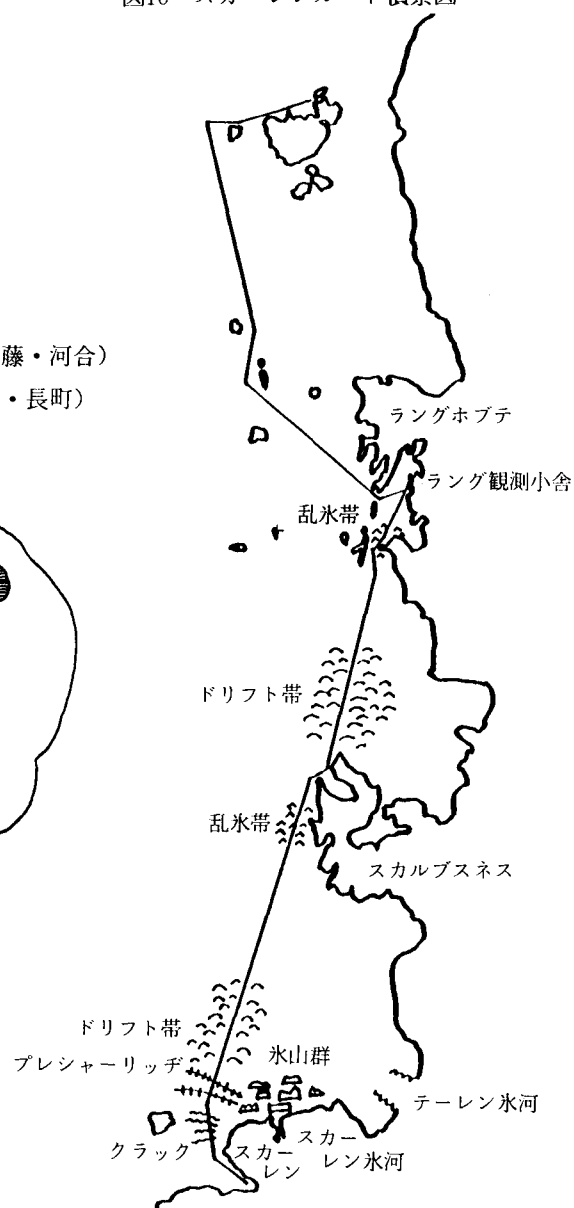 藤・河合)
・長町)
ラングホブデ
ラング観測小舎
乱氷帯
ドリフト帯
乱氷帯
スカルブスネス
ドリフト帯
プレシャーリッヂ
氷山群
テーレン氷河
クラック
スカー
レン
スカー
レン氷河